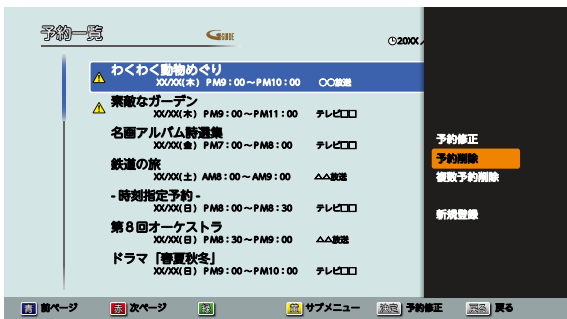 予約一覧
GGUIDE
20XX/
わくわく動物めぐり
XX/XX(木) PM9:00～PM10:00 〇〇放送
素敵なガーデン
XX/XX(木) PM9:00～PM11:00 テレビ□□
名画アルバム詩選集
XX/XX(金) PM7:00～PM8:00 テレビ□□
鉄道の旅
XX/XX(土) AM8:00～AM9:00 △△放送
- 時刻指定予約 -
XX/XX(日) PM8:00～PM8:30 テレビ□□
第8回オーケストラ
XX/XX(日) PM8:30～PM9:00 △△放送
ドラマ「春夏秋冬」
XX/XX(日) PM9:00～PM10:00 テレビ□□
予約修正
予約削除
複数予約削除
新規登録
青 前ページ 赤 次ページ 緑 黄 サブメニュー 決定 予約修正 戻る 戻る